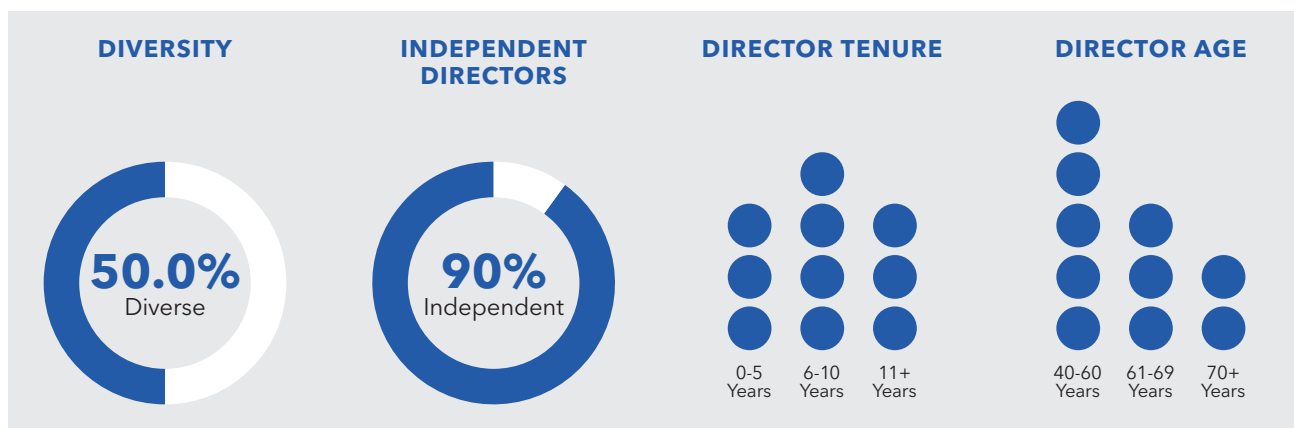 DIVERSITY
50.0%
Diverse
INDEPENDENT
DIRECTORS
90%
Independent
DIRECTOR TENURE
0-5
Years
6-10
Years
11+
Years
DIRECTOR AGE
40-60
Years
61-69
Years
70+
Years